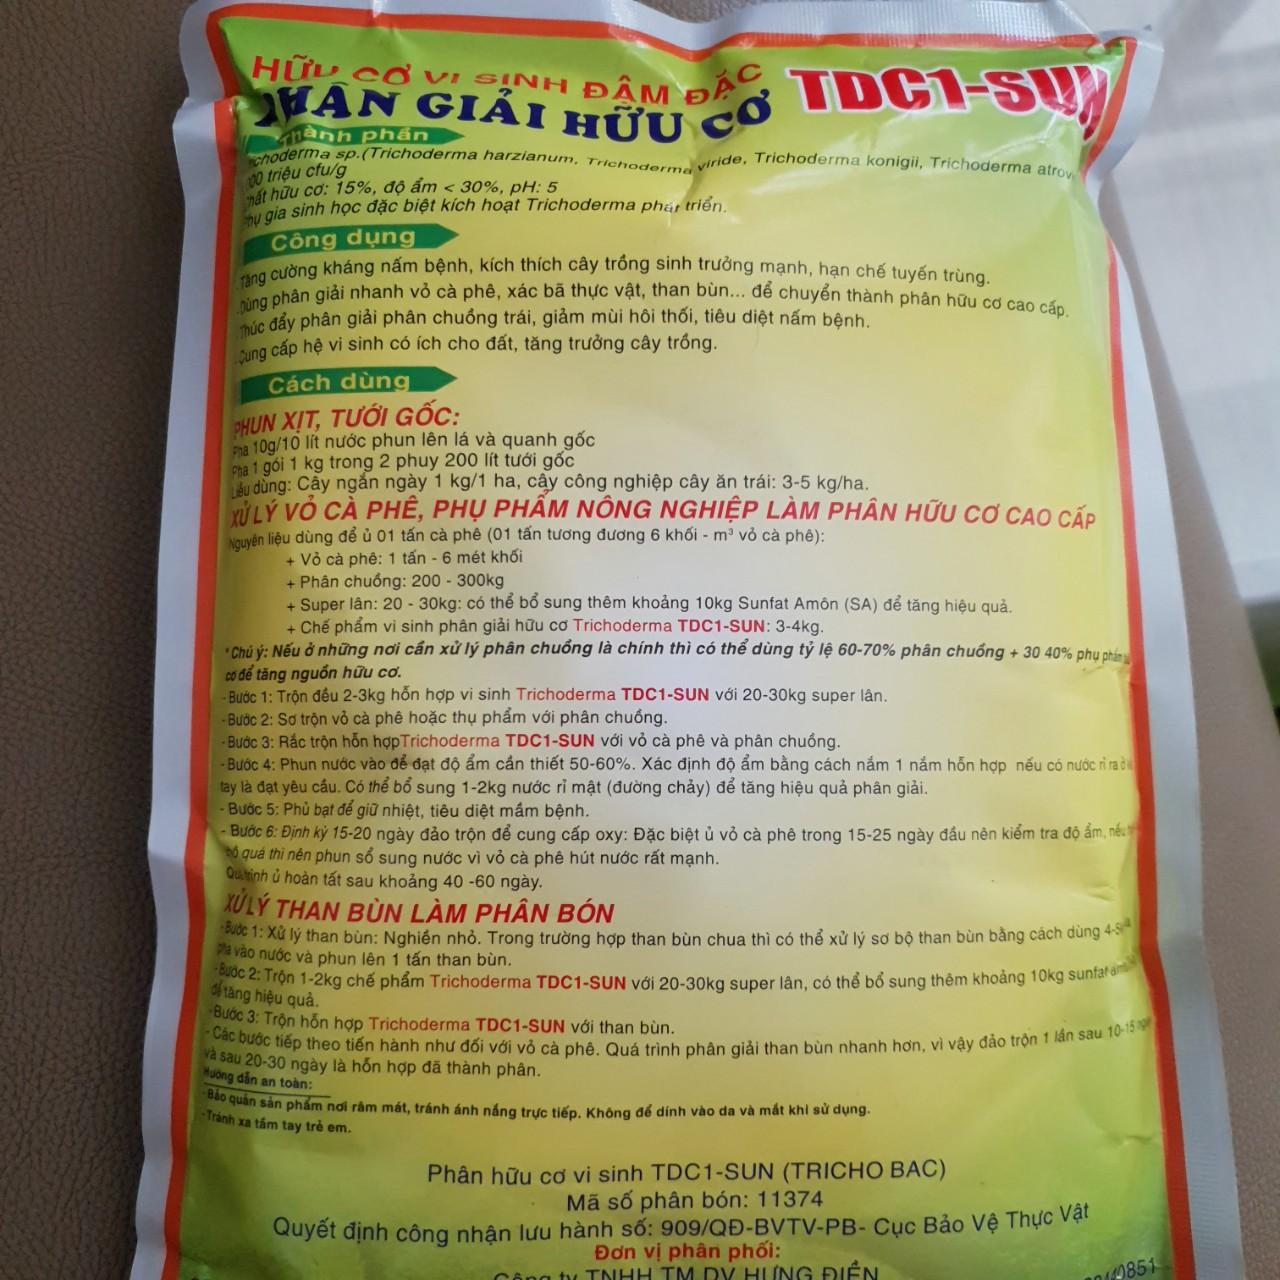 HỮU CƠ VI SINH ĐẬM ĐẶC TDC1-SUN
GIẢI HỮU CƠ
Thành phần
sp.(Trichoderma harzianum, Trichoderma viride, Trichoderma konigii, Trichoderma
triệu cfu/g
Chất hữu cơ: 15%, độ ẩm < 30%, pH: 5
Phụ gia sinh học đặc biệt kích hoạt Trichoderma phát triển.
Công dụng
-Tăng cường kháng nấm bệnh, kích thích cây trồng sinh trưởng mạnh, hạn chế tuyến trùng.
-Dùng phân giải nhanh vỏ cà phê, xác bã thực vật, than bùn... để chuyển thành phân hữu cơ cao cấp.
-Thúc đẩy phân giải phân chuồng trái, giảm mùi hôi thối, tiêu diệt nấm bệnh.
-Cung cấp hệ vi sinh có ích cho đất, tăng trưởng cây trồng.
Cách dùng
PHUN XỊT, TƯỚI GỐC:
Pha 10g/10 lít nước phun lên lá và quanh gốc
Pha 1 gói 1 kg trong 2 phuy 200 lít tưới gốc
Liều dùng: Cây ngắn ngày 1 kg/1 ha, cây công nghiệp cây ăn trái: 3-5 kg/ha.
XỬ LÝ VỎ CÀ PHÊ, PHỤ PHẨM NÔNG NGHIỆP LÀM PHÂN HỮU CƠ CAO CẤP
Nguyên liệu dùng để ủ 01 tấn cà phê (01 tấn tương đương 6 khối - m³ vỏ cà phê):
+ Vỏ cà phê: 1 tấn - 6 mét khối
+ Phân chuồng: 200 - 300kg
+ Super lân: 20 - 30kg: có thể bổ sung thêm khoảng 10kg Sunfat Amôn (SA) để tăng hiệu quả.
+ Chế phẩm vi sinh phân giải hữu cơ Trichoderma TDC1-SUN: 3-4kg.
*Chú ý: Nếu ở những nơi cần xử lý phân chuồng là chính thì có thể dùng tỷ lệ 60-70% phân chuồng + 30 40% phụ phẩm
cơ để tăng nguồn hữu cơ.
-Bước 1: Trộn đều 2-3kg hỗn hợp vi sinh Trichoderma TDC1-SUN với 20-30kg super lân.
-Bước 2: Sơ trộn vỏ cà phê hoặc thụ phẩm với phân chuồng.
-Bước 3: Rắc trộn hỗn hợpTrichoderma TDC1-SUN với vỏ cà phê và phân chuồng.
-Bước 4: Phun nước vào để đạt độ ẩm cần thiết 50-60%. Xác định độ ẩm bằng cách nắm 1 nắm hỗn hợp nếu có nước rỉ ra ở
tay là đạt yêu cầu. Có thể bổ sung 1-2kg nước rỉ mật (đường chảy) để tăng hiệu quả phân giải.
- Bước 5: Phủ bạt để giữ nhiệt, tiêu diệt mầm bệnh.
- Bước 6: Định kỳ 15-20 ngày đảo trộn để cung cấp oxy: Đặc biệt ủ vỏ cà phê trong 15-25 ngày đầu nên kiểm tra độ ẩm, nếu
quá thì nên phun sổ sung nước vì vỏ cà phê hút nước rất mạnh.
Quá trình ủ hoàn tất sau khoảng 40 -60 ngày.
XỬ LÝ THAN BÙN LÀM PHÂN BÓN
-Bước 1: Xử lý than bùn: Nghiền nhỏ. Trong trường hợp than bùn chua thì có thể xử lý sơ bộ than bùn bằng cách dùng
pha vào nước và phun lên 1 tấn than bùn.
-Bước 2: Trộn 1-2kg chế phẩm Trichoderma TDC1-SUN với 20-30kg super lân, có thể bổ sung thêm khoảng 10kg sunfat
để tăng hiệu quả.
-Bước 3: Trộn hỗn hợp Trichoderma TDC1-SUN với than bùn.
- Các bước tiếp theo tiến hành như đối với vỏ cà phê. Quá trình phân giải than bùn nhanh hơn, vì vậy đảo trộn 1 lần sau 10-15 ngày
và sau 20-30 ngày là hỗn hợp đã thành phân.
Hướng dẫn an toàn:
-Bảo quản sản phẩm nơi râm mát, tránh ánh nắng trực tiếp. Không để dính vào da và mắt khi sử dụng.
-Tránh xa tầm tay trẻ em.
Phân hữu cơ vi sinh TDC1-SUN (TRICHO BAC)
Mã số phân bón: 11374
Quyết định công nhận lưu hành số: 909/QĐ-BVTV-PB- Cục Bảo Vệ Thực Vật
Đơn vị phân phối:
Công ty TNHH TM DV HƯNG ĐIỀN